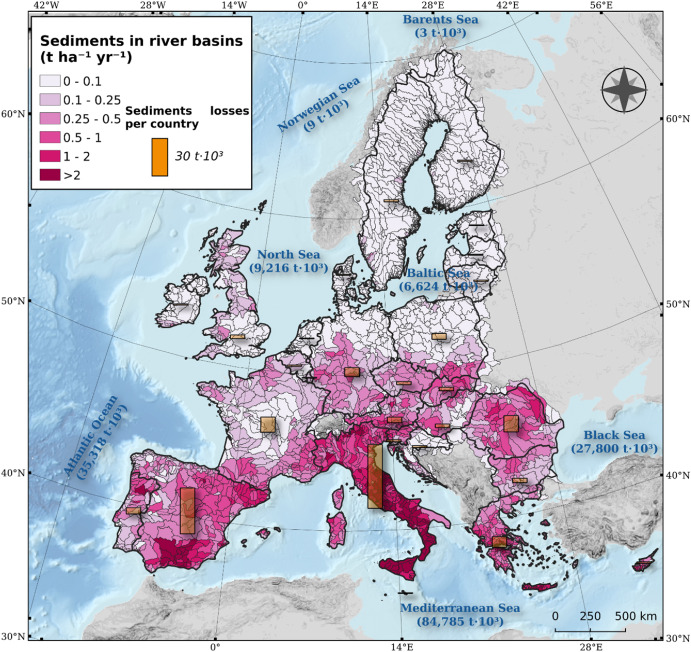 42°W
28°W
14°W
0°
14°E
28°E
42°E
56°E
Barents Sea
(3 t·10³)
Sediments in river basins
(t ha⁻¹ yr⁻¹)
0 - 0.1
0.1 - 0.25
0.25 - 0.5
0.5 - 1
1 - 2
>2
Sediments losses
per country
30 t·10³
Norwegian Sea
(9 t·10³)
60°N
60°N
North Sea
(9,216 t·10³)
Baltic Sea
(6,624 t·10³)
50°N
50°N
Atlantic Ocean
(35,318 t·10³)
Black Sea
(27,800 t·10³)
40°N
40°N
Mediterranean Sea
(84,785 t·10³)
0 250 500 km
30°N
30°N
0°
14°E
28°E